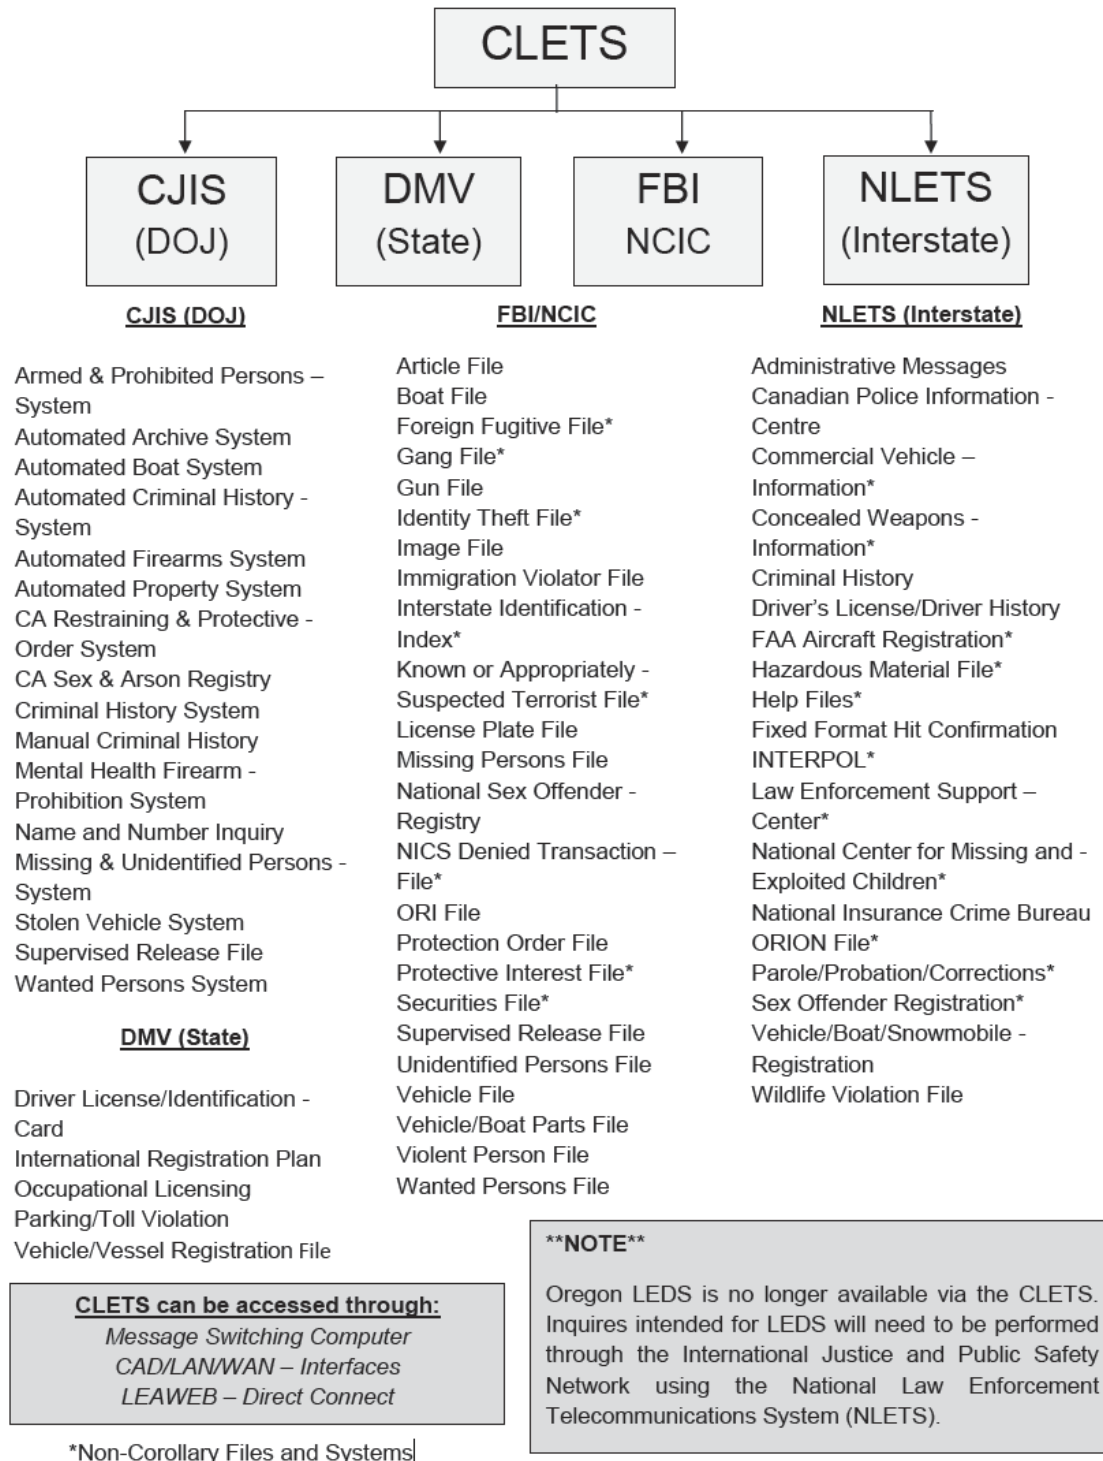 CLETS
CJIS
(DOJ)
DMV
(State)
FBI
NCIC
NLETS
(Interstate)
CJIS (DOJ)
Armed & Prohibited Persons –
System
Automated Archive System
Automated Boat System
Automated Criminal History -
System
Automated Firearms System
Automated Property System
CA Restraining & Protective -
Order System
CA Sex & Arson Registry
Criminal History System
Manual Criminal History
Mental Health Firearm -
Prohibition System
Name and Number Inquiry
Missing & Unidentified Persons -
System
Stolen Vehicle System
Supervised Release File
Wanted Persons System
DMV (State)
Driver License/Identification -
Card
International Registration Plan
Occupational Licensing
Parking/Toll Violation
Vehicle/Vessel Registration File
FBI/NCIC
Article File
Boat File
Foreign Fugitive File*
Gang File*
Gun File
Identity Theft File*
Image File
Immigration Violator File
Interstate Identification -
Index*
Known or Appropriately -
Suspected Terrorist File*
License Plate File
Missing Persons File
National Sex Offender -
Registry
NICS Denied Transaction –
File*
ORI File
Protection Order File
Protective Interest File*
Securities File*
Supervised Release File
Unidentified Persons File
Vehicle File
Vehicle/Boat Parts File
Violent Person File
Wanted Persons File
NLETS (Interstate)
Administrative Messages
Canadian Police Information -
Centre
Commercial Vehicle –
Information*
Concealed Weapons -
Information*
Criminal History
Driver’s License/Driver History
FAA Aircraft Registration*
Hazardous Material File*
Help Files*
Fixed Format Hit Confirmation
INTERPOL*
Law Enforcement Support –
Center*
National Center for Missing and -
Exploited Children*
National Insurance Crime Bureau
ORION File*
Parole/Probation/Corrections*
Sex Offender Registration*
Vehicle/Boat/Snowmobile -
Registration
Wildlife Violation File
CLETS can be accessed through:
Message Switching Computer
CAD/LAN/WAN – Interfaces
LEAWEB – Direct Connect
*Non-Corollary Files and Systems
**NOTE**
Oregon LEDS is no longer available via the CLETS.
Inquires intended for LEDS will need to be performed
through the International Justice and Public Safety
Network using the National Law Enforcement
Telecommunications System (NLETS).